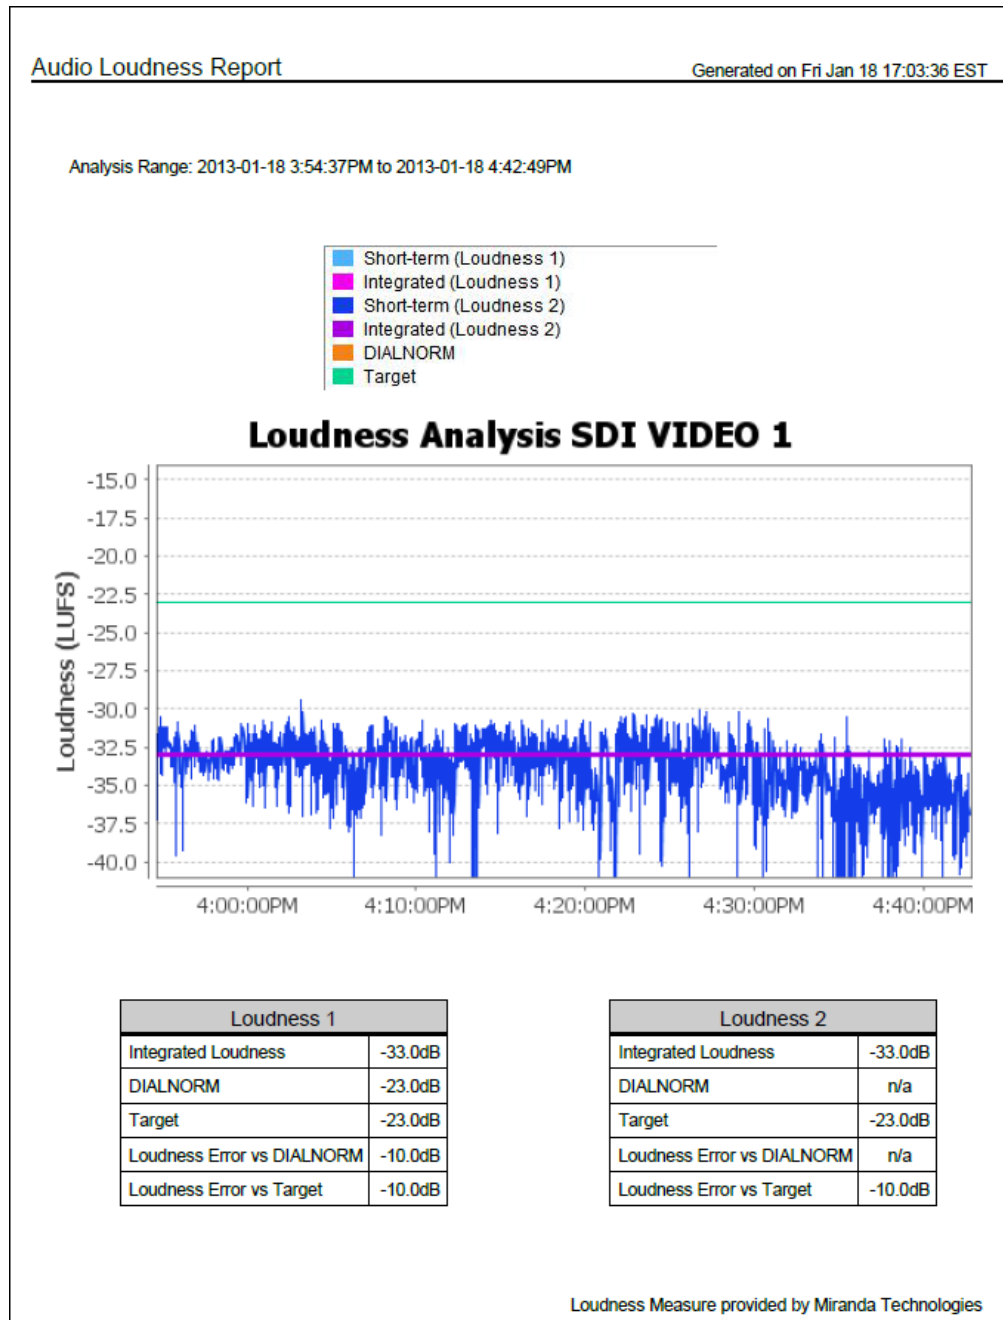 Audio Loudness Report
Generated on Fri Jan 18 17:03:36 EST
Analysis Range: 2013-01-18 3:54:37PM to 2013-01-18 4:42:49PM
Short-term (Loudness 1)
Integrated (Loudness 1)
Short-term (Loudness 2)
Integrated (Loudness 2)
DIALNORM
Target
Loudness Analysis SDI VIDEO 1
Loudness (LUFS)
-15.0
-17.5
-20.0
-22.5
-25.0
-27.5
-30.0
-32.5
-35.0
-37.5
-40.0
4:00:00PM 4:10:00PM 4:20:00PM 4:30:00PM 4:40:00PM
Loudness 1
Integrated Loudness -33.0dB
DIALNORM -23.0dB
Target -23.0dB
Loudness Error vs DIALNORM -10.0dB
Loudness Error vs Target -10.0dB
Loudness 2
Integrated Loudness -33.0dB
DIALNORM n/a
Target -23.0dB
Loudness Error vs DIALNORM n/a
Loudness Error vs Target -10.0dB
Loudness Measure provided by Miranda Technologies